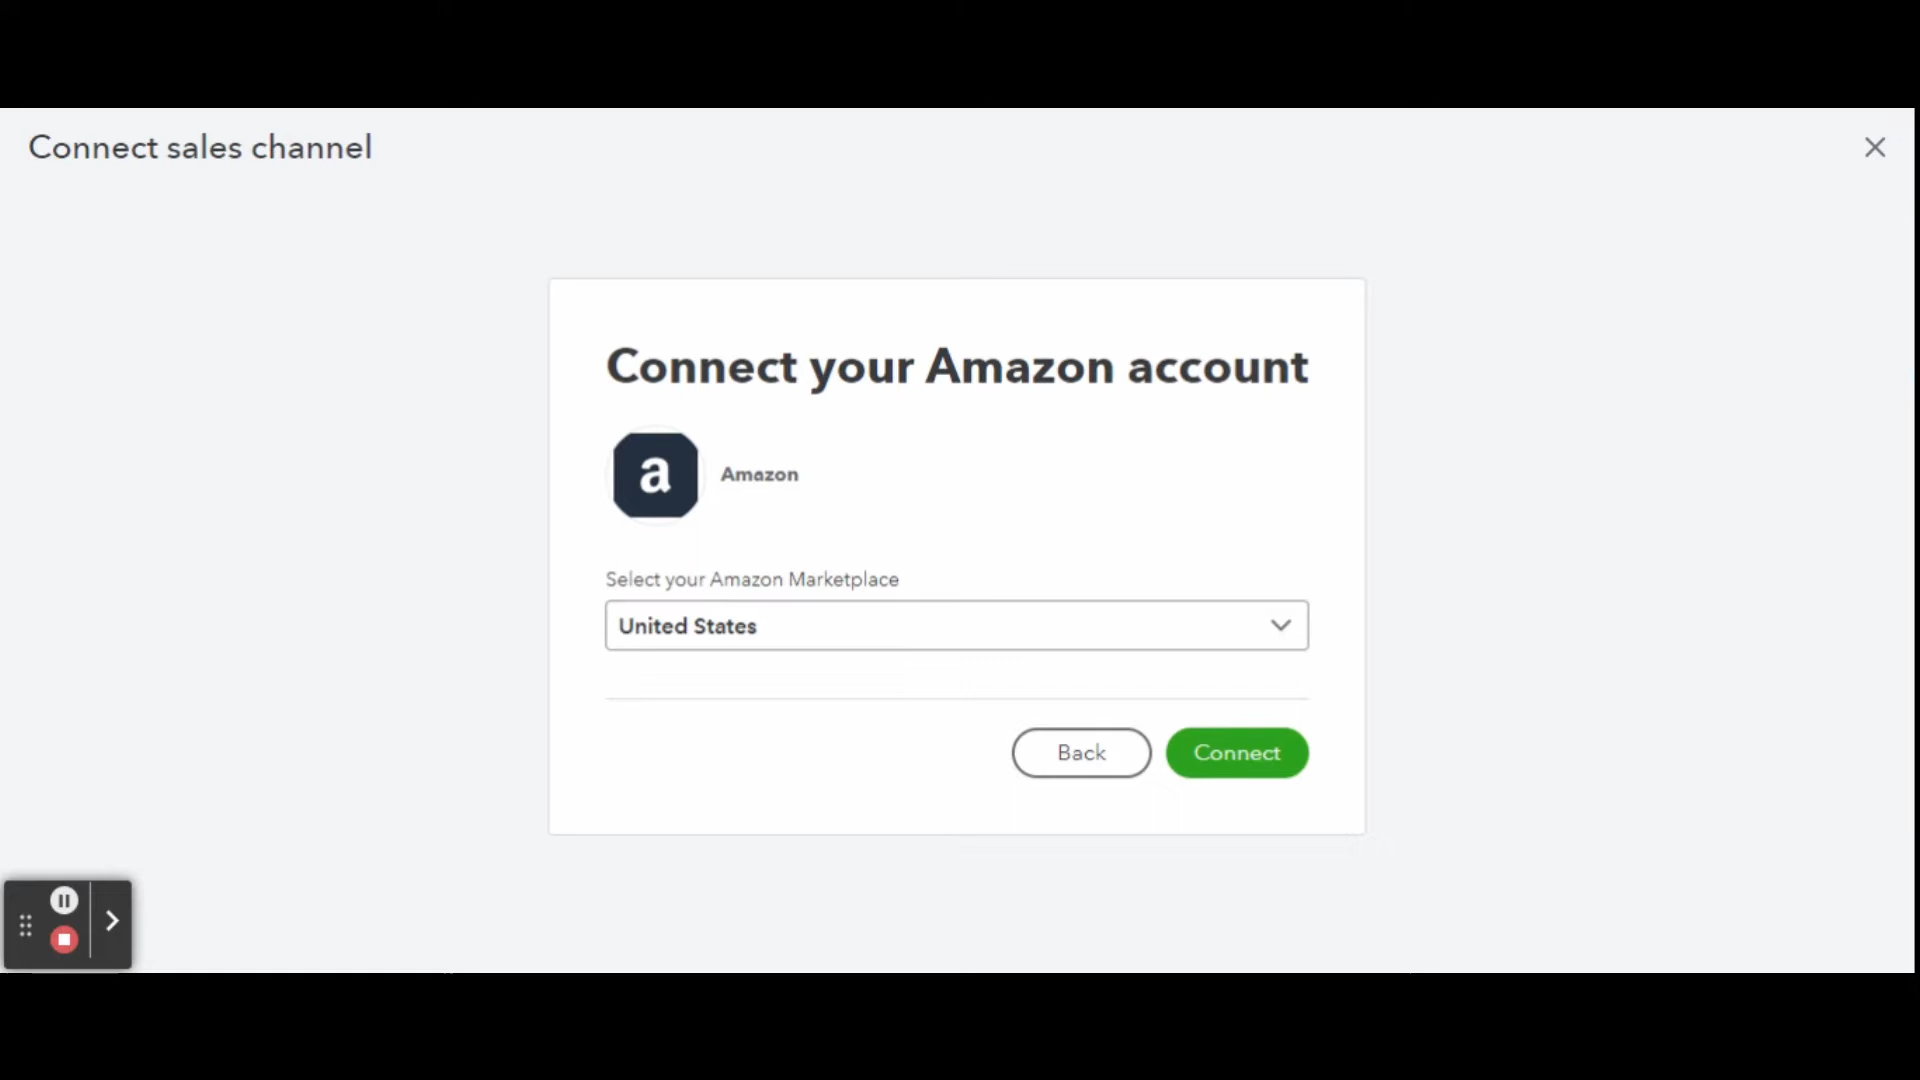 Connect sales channel
Connect your Amazon account
a
Amazon
Select your Amazon Marketplace
United States
Back
Connect